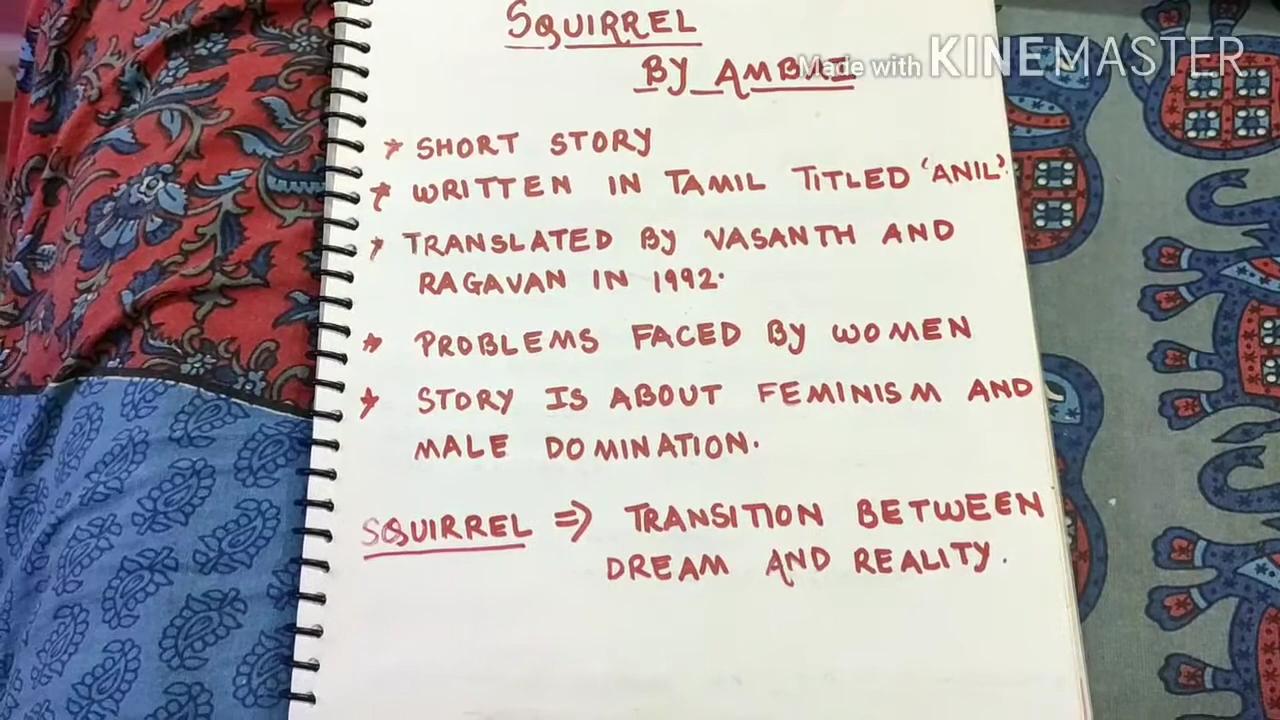 SQUIRREL
BY AMBAI
Made with KINEMASTER
* SHORT STORY
* WRITTEN IN TAMIL TITLED 'ANIL'.
* TRANSLATED BY VASANTH AND
RAGAVAN IN 1992.
* PROBLEMS FACED BY WOMEN
* STORY IS ABOUT FEMINISM AND
MALE DOMINATION.
SQUIRREL ⇒ TRANSITION BETWEEN
DREAM AND REALITY.